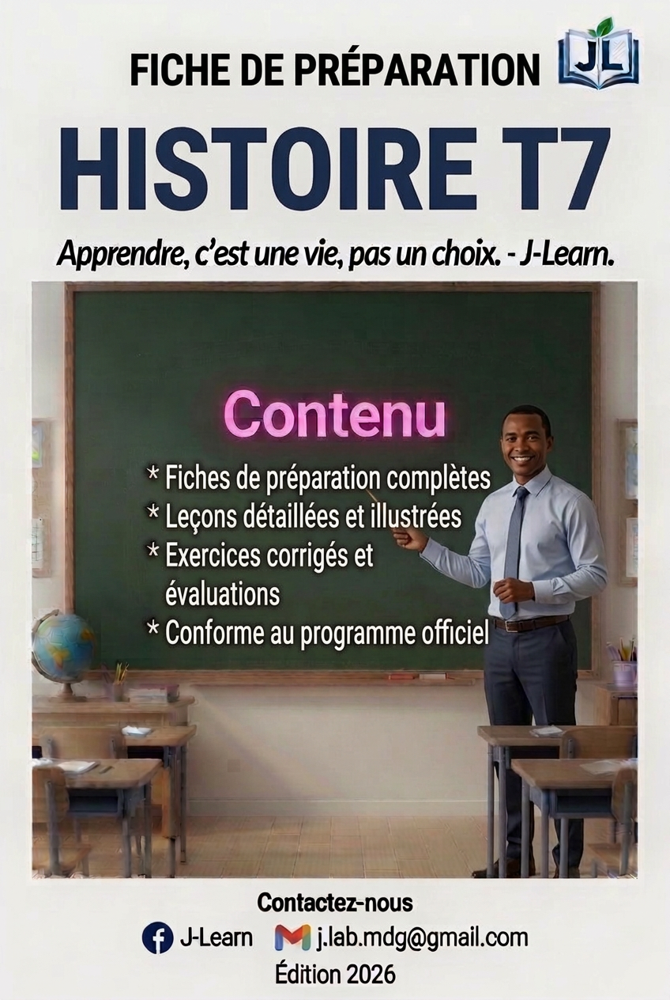 FICHE DE PRÉPARATION
JL
HISTOIRE T7
Apprendre, c'est une vie, pas un choix. - J-Learn.
Contenu
* Fiches de préparation complètes
* Leçons détaillées et illustrées
* Exercices corrigés et
évaluations
* Conforme au programme officiel
Contactez-nous
J-Learn j.lab.mdg@gmail.com
Édition 2026